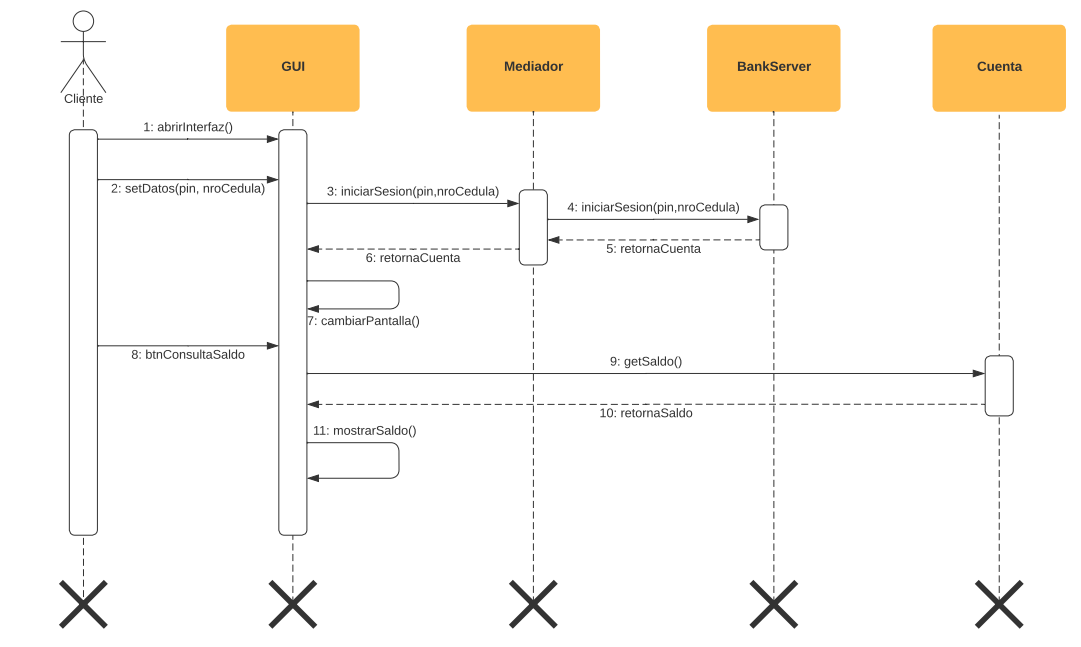 GUI
Mediador
BankServer
Cuenta
Cliente
1: abrirInterfaz()
2: setDatos(pin, nroCedula)
3: iniciarSesion(pin,nroCedula)
4: iniciarSesion(pin,nroCedula)
5: retornaCuenta
6: retornaCuenta
7: cambiarPantalla()
8: btnConsultaSaldo
9: getSaldo()
10: retornaSaldo
11: mostrarSaldo()